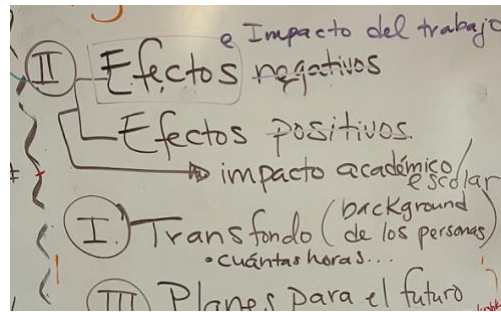 e Impacto del trabajo
II Efectos negativos
Efectos positivos.
impacto académico/
escolar
I. Transfondo (background
de los personas)
• cuántas horas...
III Planes para el futuro